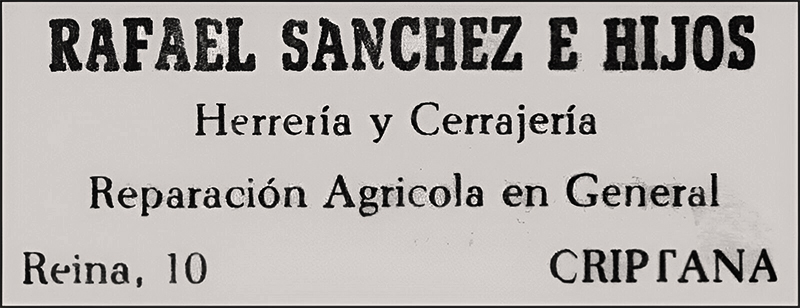 RAFAEL SANCHEZ E HIJOS
Herrería y Cerrajería
Reparación Agricola en General
Reina, 10 CRIPTANA